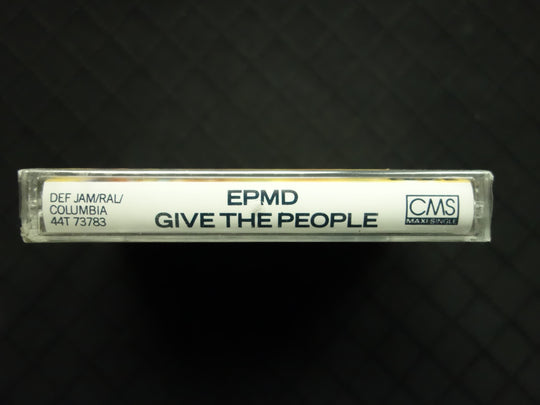 DEF JAM/RAL/
COLUMBIA
44T 73783
EPMD
GIVE THE PEOPLE
CMS
MAXI-SINGLE